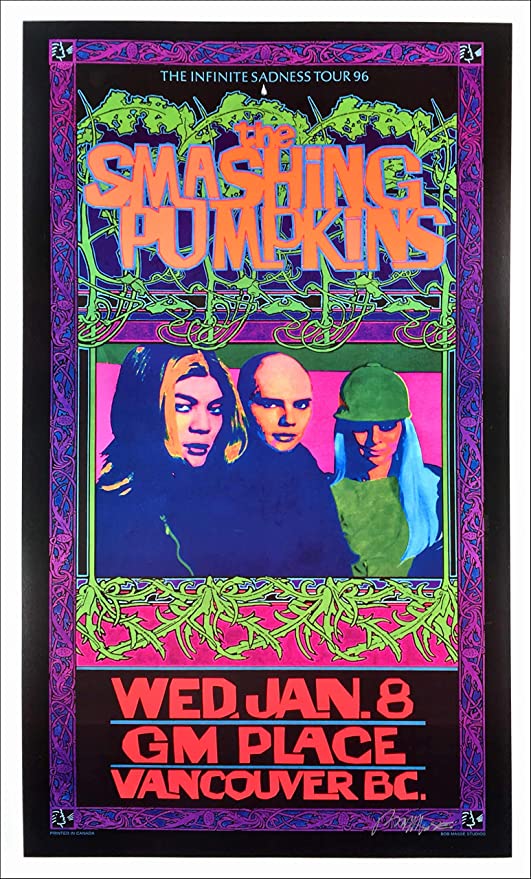 THE INFINITE SADNESS TOUR 96
the
SMASHING
PUMPKINS
WED. JAN. 8
GM PLACE
VANCOUVER BC.
PRINTED IN CANADA
BOB MASSE STUDIOS